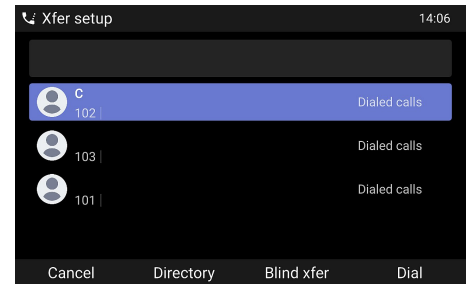 Xfer setup 14:06
C
102 | Dialed calls
103 | Dialed calls
101 | Dialed calls
Cancel Directory Blind xfer Dial